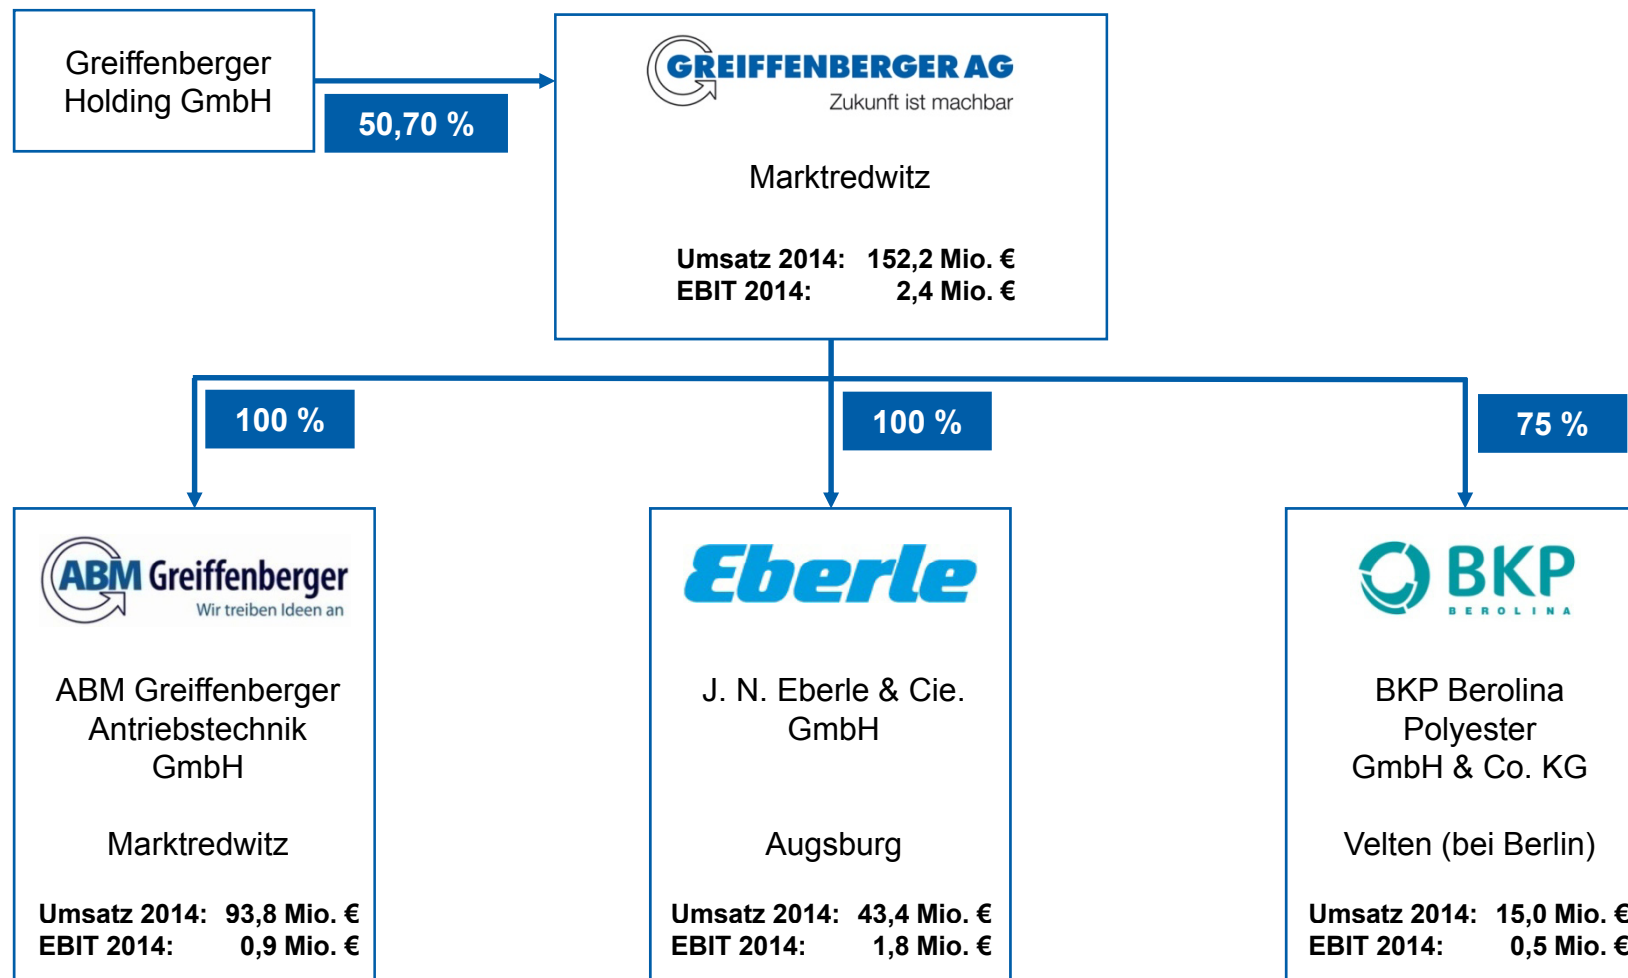 Greiffenberger
Holding GmbH
50,70 %
GREIFFENBERGER AG
Zukunft ist machbar
Marktredwitz
Umsatz 2014: 152,2 Mio. €
EBIT 2014: 2,4 Mio. €
100 %
100 %
75 %
ABM Greiffenberger
Wir treiben Ideen an
ABM Greiffenberger
Antriebstechnik
GmbH
Marktredwitz
Umsatz 2014: 93,8 Mio. €
EBIT 2014: 0,9 Mio. €
Eberle
J. N. Eberle & Cie.
GmbH
Augsburg
Umsatz 2014: 43,4 Mio. €
EBIT 2014: 1,8 Mio. €
BKP
BEROLINA
BKP Berolina
Polyester
GmbH & Co. KG
Velten (bei Berlin)
Umsatz 2014: 15,0 Mio. €
EBIT 2014: 0,5 Mio. €